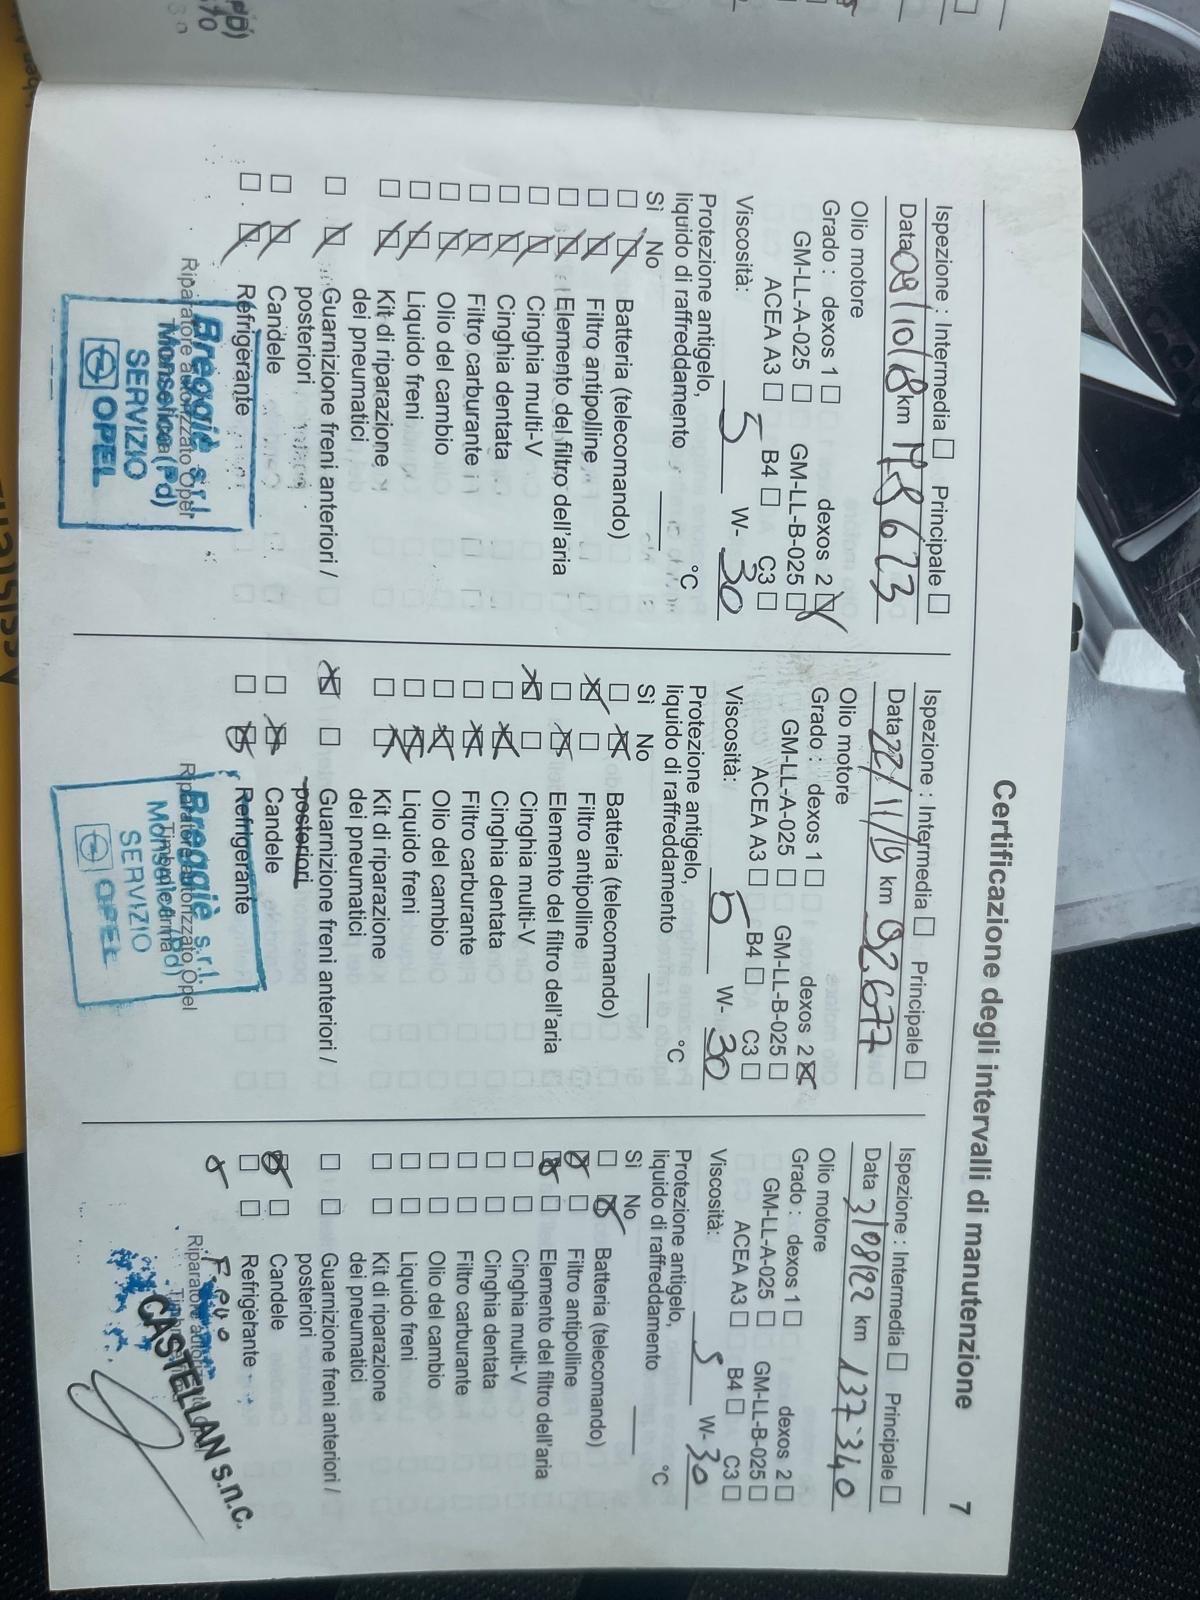 Certificazione degli intervalli di manutenzione 7
Ispezione : Intermedia ☐ Principale ☐
Data 08/10/18 km 78623
Olio motore
Grado : dexos 1 ☐ dexos 2 ☒
GM-LL-A-025 ☐ GM-LL-B-025 ☐
ACEA A3 ☐ B4 ☐ C3 ☐
Viscosità: 5 W- 30
Protezione antigelo,
liquido di raffreddamento ____ °C
Sì No
☐ ☒ Batteria (telecomando)
☐ ☒ Filtro antipolline
☐ ☒ Elemento del filtro dell'aria
☐ ☒ Cinghia multi-V
☐ ☒ Cinghia dentata
☐ ☒ Filtro carburante
☐ ☒ Olio del cambio
☐ ☒ Liquido freni
☐ ☒ Kit di riparazione
dei pneumatici
☐ ☒ Guarnizione freni anteriori /
posteriori
☐ ☒ Candele
☐ ☒ Refrigerante
Riparatore autorizzato Opel
Breggiè s.r.l.
Monselice (Pd)
SERVIZIO
OPEL
Ispezione : Intermedia ☐ Principale ☐
Data 22/11/19 km 92.677
Olio motore
Grado : dexos 1 ☐ dexos 2 ☒
GM-LL-A-025 ☐ GM-LL-B-025 ☐
ACEA A3 ☐ B4 ☐ C3 ☐
Viscosità: 5 W- 30
Protezione antigelo,
liquido di raffreddamento ____ °C
Sì No
☐ ☒ Batteria (telecomando)
☒ ☐ Filtro antipolline
☐ ☒ Elemento del filtro dell'aria
☒ ☐ Cinghia multi-V
☐ ☒ Cinghia dentata
☐ ☒ Filtro carburante
☐ ☒ Olio del cambio
☐ ☒ Liquido freni
☐ ☒ Kit di riparazione
dei pneumatici
☒ ☐ Guarnizione freni anteriori /
posteriori
☐ ☒ Candele
☐ ☒ Refrigerante
Riparatore autorizzato Opel
Timbro e firma
Breggiè s.r.l.
Monselice (Pd)
SERVIZIO
OPEL
Ispezione : Intermedia ☐ Principale ☐
Data 3/08/22 km 137340
Olio motore
Grado : dexos 1 ☐ dexos 2 ☐
GM-LL-A-025 ☐ GM-LL-B-025 ☐
ACEA A3 ☐ B4 ☐ C3 ☐
Viscosità: 5 W- 30
Protezione antigelo,
liquido di raffreddamento ____ °C
Sì No
☐ ☒ Batteria (telecomando)
☒ ☐ Filtro antipolline
☒ ☐ Elemento del filtro dell'aria
☐ ☐ Cinghia multi-V
☐ ☐ Cinghia dentata
☐ ☐ Filtro carburante
☐ ☐ Olio del cambio
☐ ☐ Liquido freni
☐ ☐ Kit di riparazione
dei pneumatici
☐ ☐ Guarnizione freni anteriori /
posteriori
☒ ☐ Candele
☐ ☐ Refrigerante
Riparatore
CASTELLAN s.n.c.